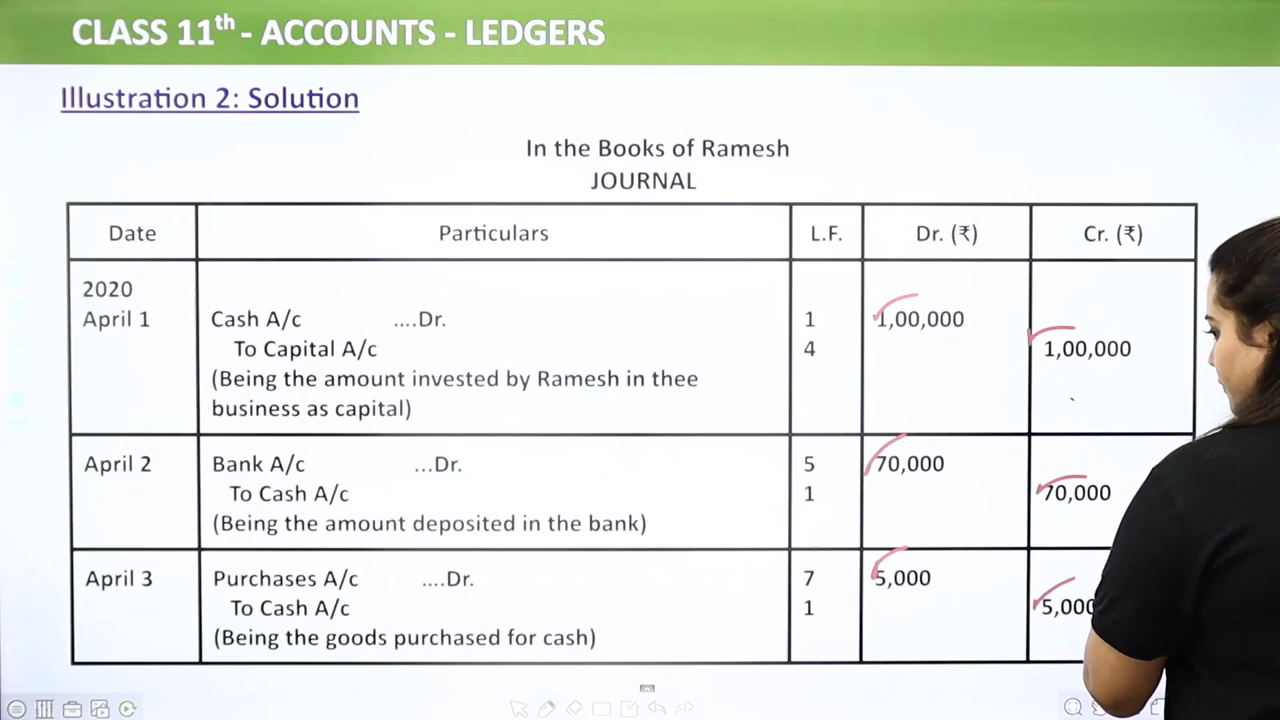 CLASS 11th - ACCOUNTS - LEDGERS
Illustration 2: Solution
In the Books of Ramesh
JOURNAL
Date Particulars L.F. Dr. (₹) Cr. (₹)
2020
April 1 Cash A/c ....Dr. 1 1,00,000
To Capital A/c 4 1,00,000
(Being the amount invested by Ramesh in thee
business as capital)
April 2 Bank A/c ...Dr. 5 70,000
To Cash A/c 1 70,000
(Being the amount deposited in the bank)
April 3 Purchases A/c ....Dr. 7 5,000
To Cash A/c 1 5,000
(Being the goods purchased for cash)